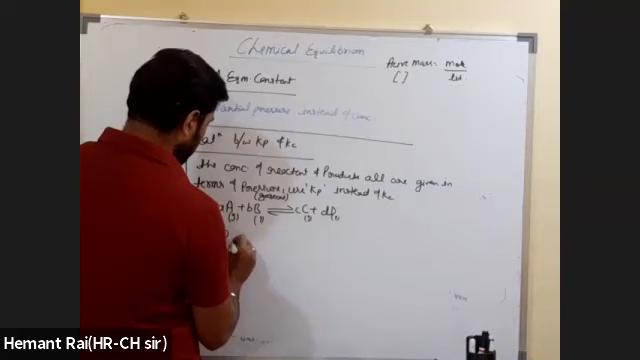 Chemical Equilibrium
Active mass = mole
[ ] lit
Eqm. Constant
partial pressure instead of conc
b/w Kp & Kc
the conc. of reactant & Products all are given in
terms of Pressure, use 'Kp' instead of Kc
(gaseous)
aA + bB ⇌ cC + dD
(g) (g) (g) (g)
Hemant Rai(HR-CH sir)